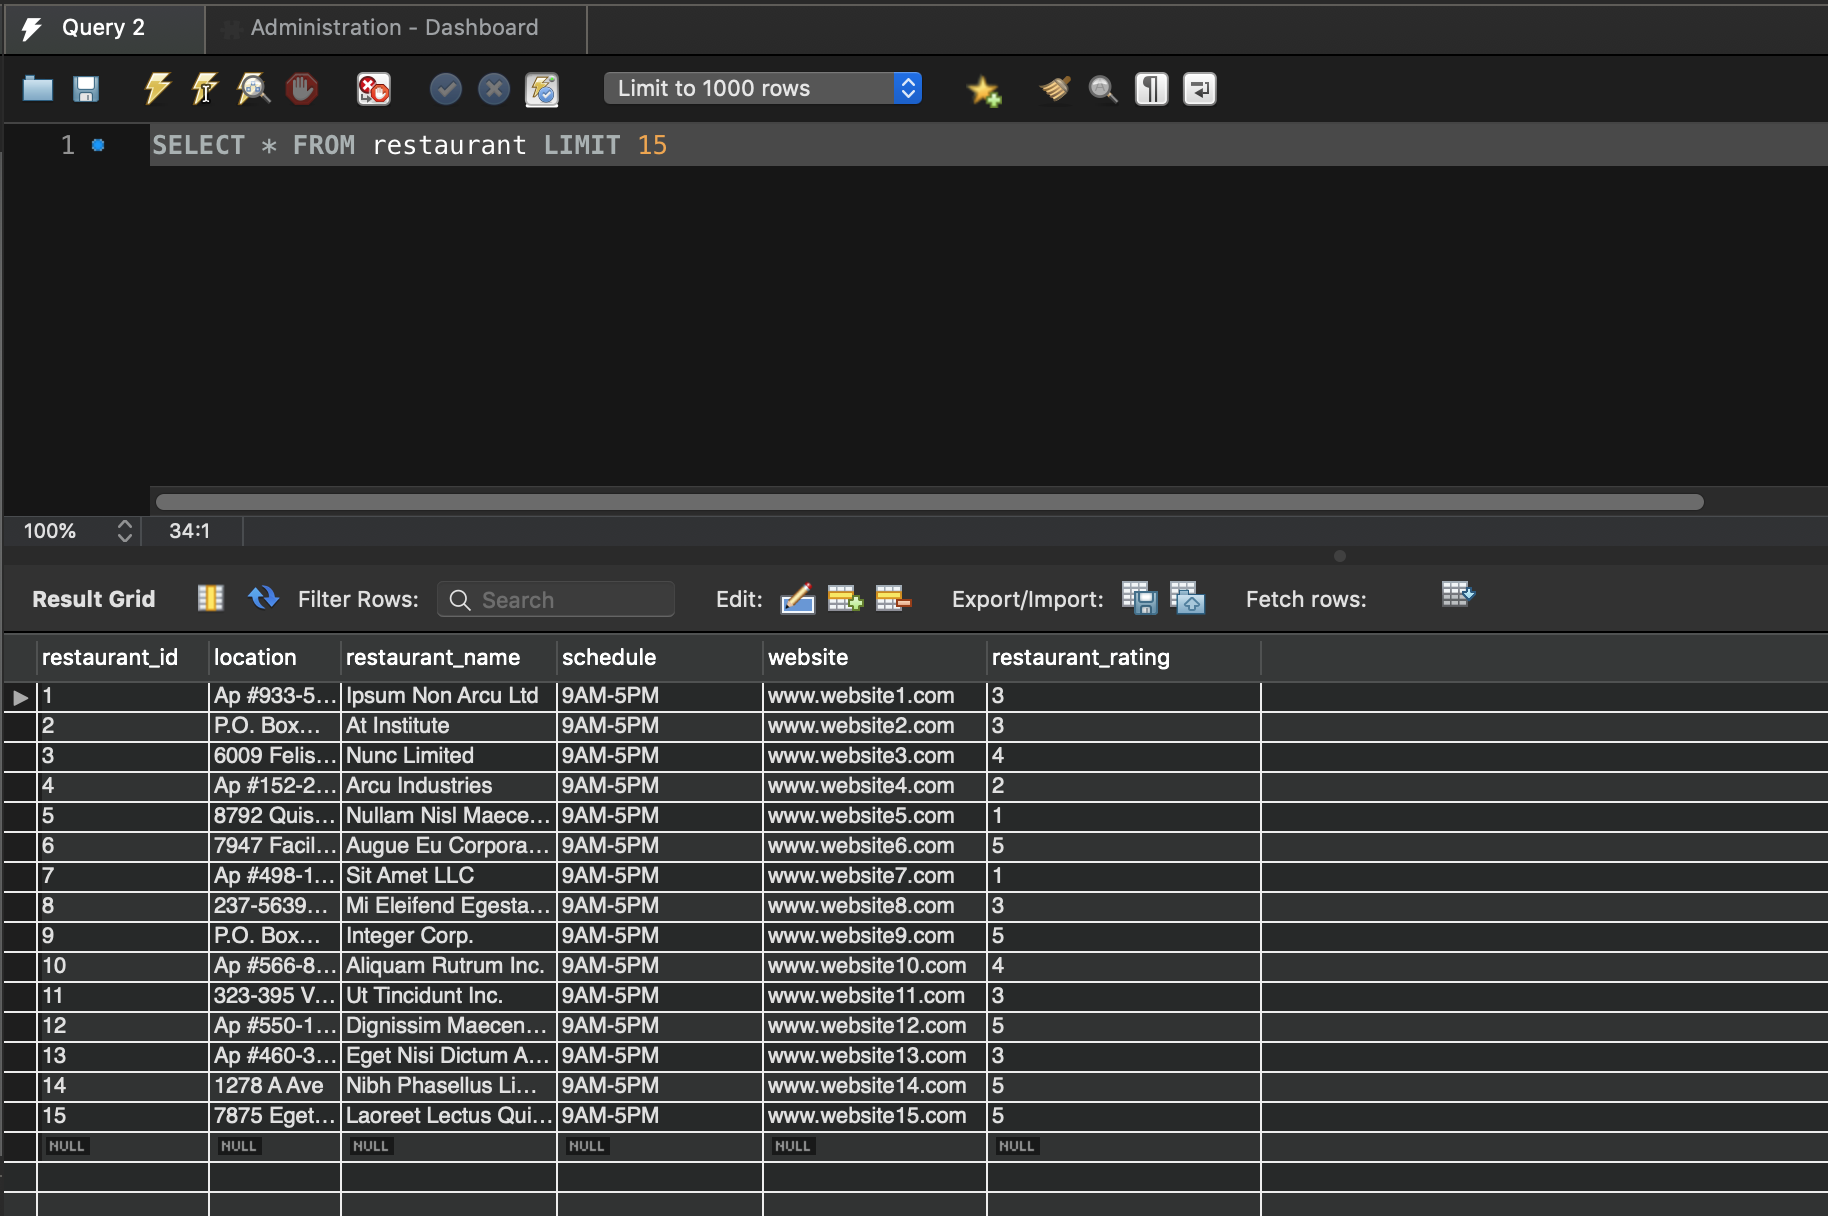 Query 2 Administration - Dashboard
Limit to 1000 rows
1 SELECT * FROM restaurant LIMIT 15
100% 34:1
Result Grid Filter Rows: Search Edit: Export/Import: Fetch rows:
restaurant_id location restaurant_name schedule website restaurant_rating
1 Ap #933-5... Ipsum Non Arcu Ltd 9AM-5PM www.website1.com 3
2 P.O. Box... At Institute 9AM-5PM www.website2.com 3
3 6009 Felis... Nunc Limited 9AM-5PM www.website3.com 4
4 Ap #152-2... Arcu Industries 9AM-5PM www.website4.com 2
5 8792 Quis... Nullam Nisl Maece... 9AM-5PM www.website5.com 1
6 7947 Facil... Augue Eu Corpora... 9AM-5PM www.website6.com 5
7 Ap #498-1... Sit Amet LLC 9AM-5PM www.website7.com 1
8 237-5639... Mi Eleifend Egesta... 9AM-5PM www.website8.com 3
9 P.O. Box... Integer Corp. 9AM-5PM www.website9.com 5
10 Ap #566-8... Aliquam Rutrum Inc. 9AM-5PM www.website10.com 4
11 323-395 V... Ut Tincidunt Inc. 9AM-5PM www.website11.com 3
12 Ap #550-1... Dignissim Maecen... 9AM-5PM www.website12.com 5
13 Ap #460-3... Eget Nisi Dictum A... 9AM-5PM www.website13.com 3
14 1278 A Ave Nibh Phasellus Li... 9AM-5PM www.website14.com 5
15 7875 Eget... Laoreet Lectus Qui... 9AM-5PM www.website15.com 5
NULL NULL NULL NULL NULL NULL